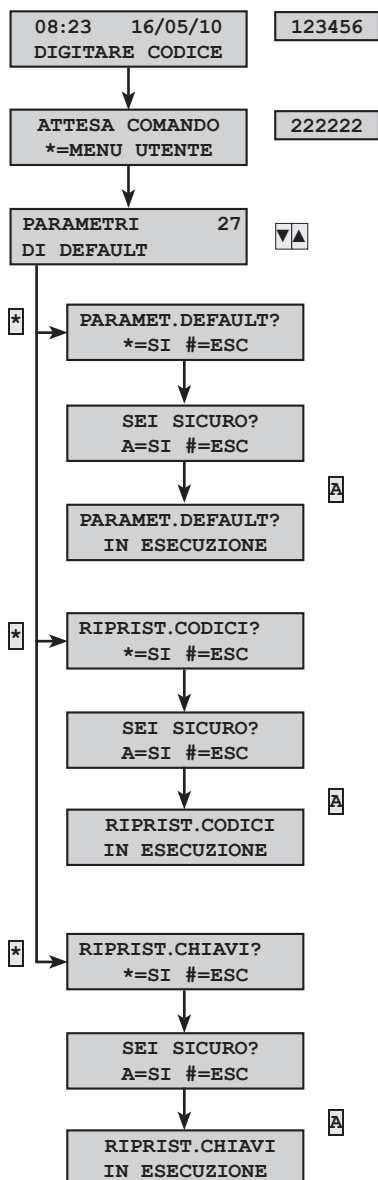 08:23 16/05/10
DIGITARE CODICE
123456
ATTESA COMANDO
*=MENU UTENTE
222222
PARAMETRI 27
DI DEFAULT
▼▲
*
PARAMET.DEFAULT?
*=SI #=ESC
SEI SICURO?
A=SI #=ESC
A
PARAMET.DEFAULT?
IN ESECUZIONE
*
RIPRIST.CODICI?
*=SI #=ESC
SEI SICURO?
A=SI #=ESC
A
RIPRIST.CODICI
IN ESECUZIONE
*
RIPRIST.CHIAVI?
*=SI #=ESC
SEI SICURO?
A=SI #=ESC
A
RIPRIST.CHIAVI
IN ESECUZIONE